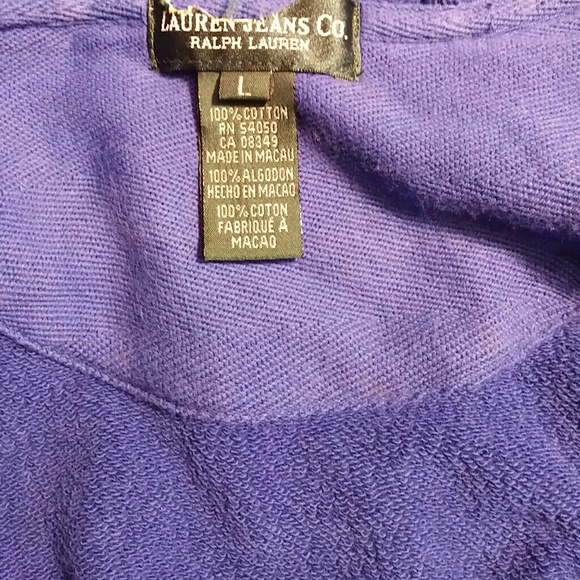 LAUREN JEANS CO.
RALPH LAUREN
L
100% COTTON
RN 54050
CA 08349
MADE IN MACAU
100% ALGODON
HECHO EN MACAO
100% COTON
FABRIQUÉ À
MACAO